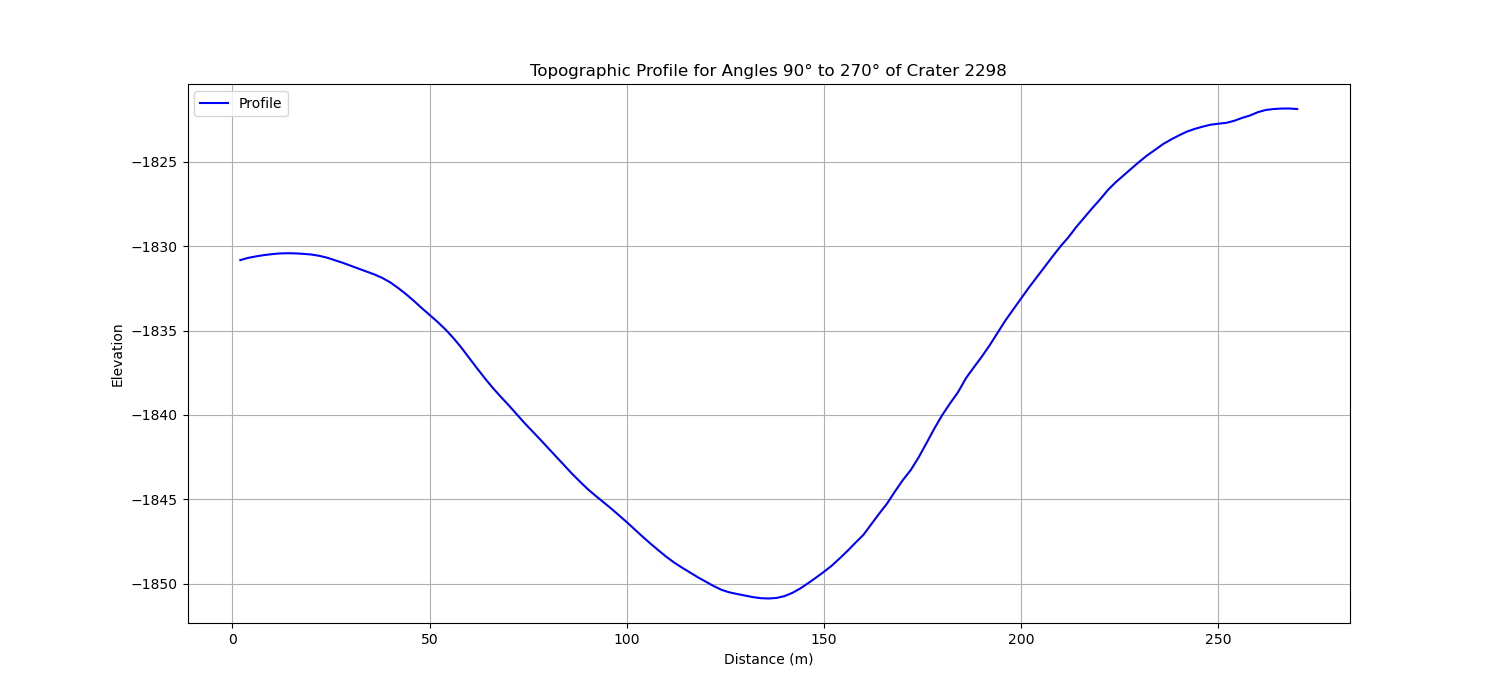 Topographic Profile for Angles 90° to 270° of Crater 2298
Profile
Elevation
−1825
−1830
−1835
−1840
−1845
−1850
0 50 100 150 200 250
Distance (m)